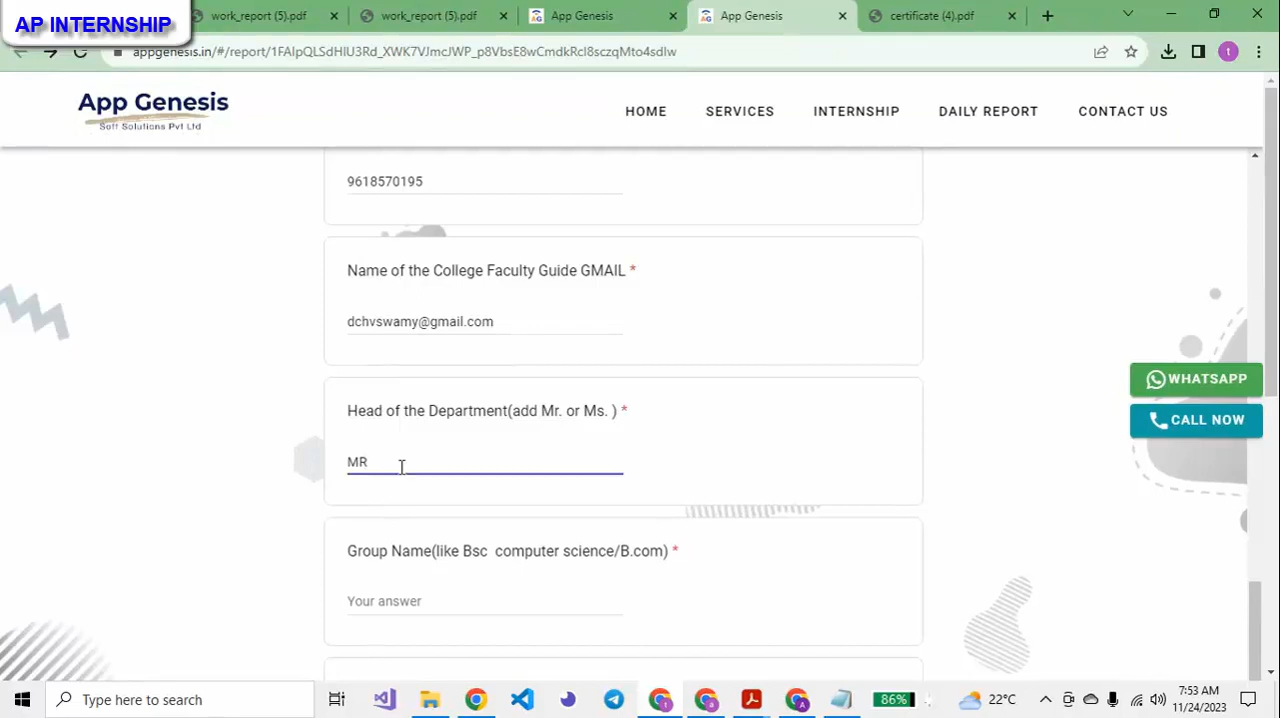 AP INTERNSHIP
work_report (5).pdf
work_report (5).pdf
App Genesis
App Genesis
certificate (4).pdf
appgenesis.in/#/report/1FAIpQLSdHIU3Rd_XWK7VJmcJWP_p8VbsE8wCmdkRcl8sczqMto4sdIw
t
App Genesis
Soft Solutions Pvt Ltd
HOME
SERVICES
INTERNSHIP
DAILY REPORT
CONTACT US
9618570195
Name of the College Faculty Guide GMAIL *
dchvswamy@gmail.com
WHATSAPP
CALL NOW
Head of the Department(add Mr. or Ms. ) *
MR
Group Name(like Bsc computer science/B.com) *
Your answer
Type here to search
86%
22°C
7:53 AM
11/24/2023